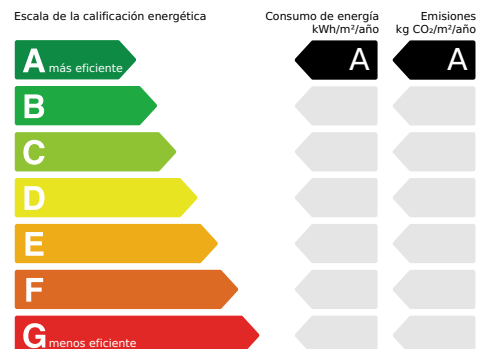 Escala de la calificación energética
Consumo de energía
kWh/m²/año
Emisiones
kg CO₂/m²/año
A más eficiente
A
A
B
C
D
E
F
G menos eficiente